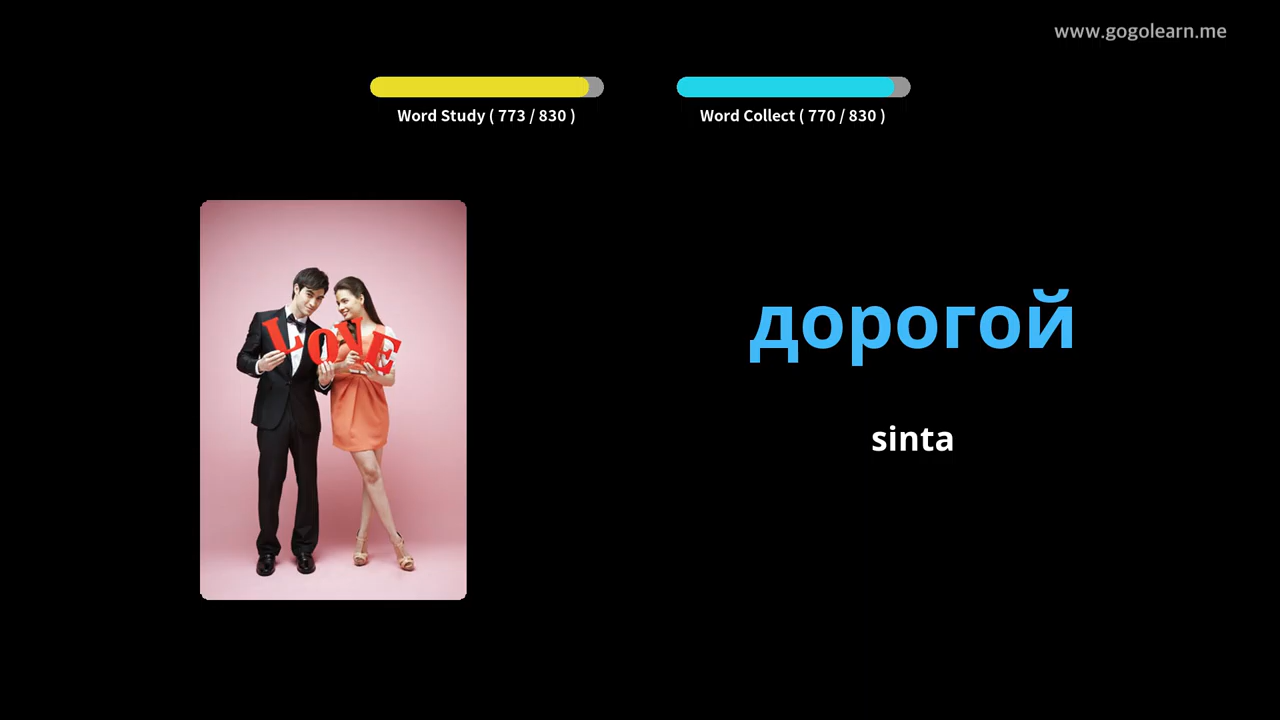 www.gogolearn.me
Word Study ( 773 / 830 )
Word Collect ( 770 / 830 )
LOVE
дорогой
sinta